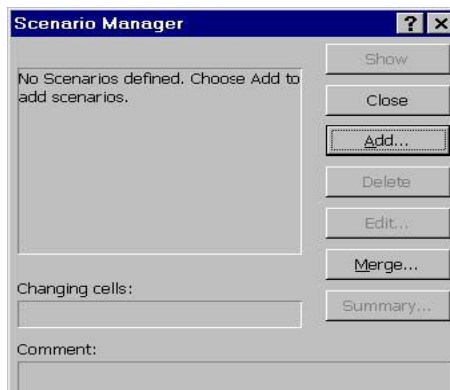 Scenario Manager
No Scenarios defined. Choose Add to
add scenarios.
Show
Close
Add...
Delete
Edit...
Merge...
Summary...
Changing cells:
Comment: